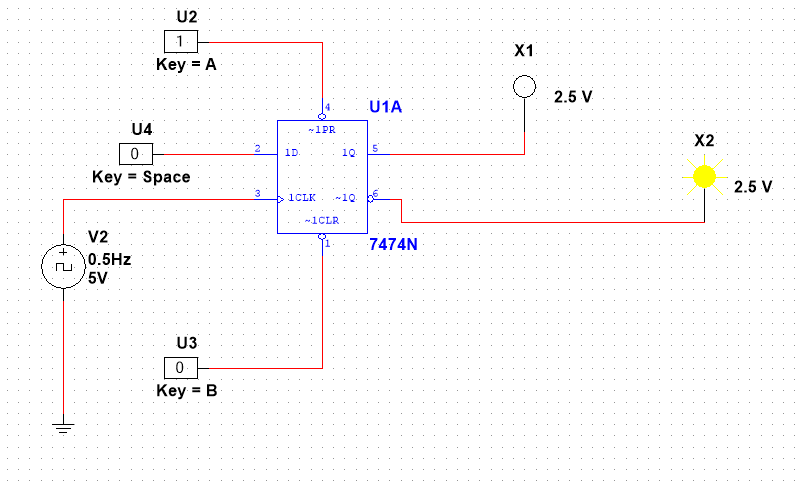 U2
1
Key = A
X1
2.5 V
U1A
4
~1PR
U4
0
Key = Space
2
1D
1Q
5
X2
2.5 V
3
1CLK
~1Q
6
~1CLR
1
7474N
V2
0.5Hz
5V
U3
0
Key = B